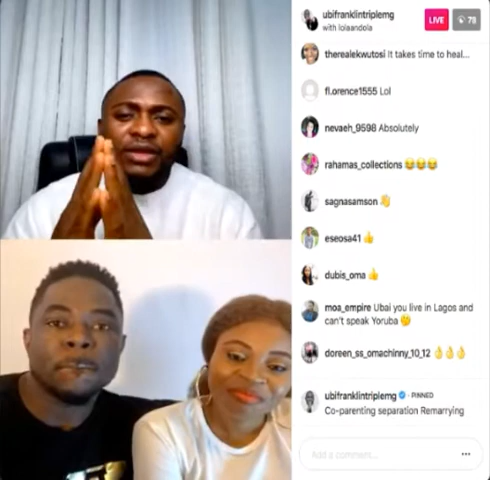 ubifranklintriplemg
with lolaandola
LIVE
78
therealekwutosi It takes time to heal...
fl.orence1555 Lol
nevaeh_9598 Absolutely
rahamas_collections 😂😂😂
sagnasamson 👋
eseosa41 👍
dubis_oma 👍
moa_empire Ubai you live in Lagos and
can't speak Yoruba 🤔
doreen_ss_omachinny_10_12 👌👌👌
ubifranklintriplemg · PINNED
Co-parenting separation Remarrying
Add a comment...